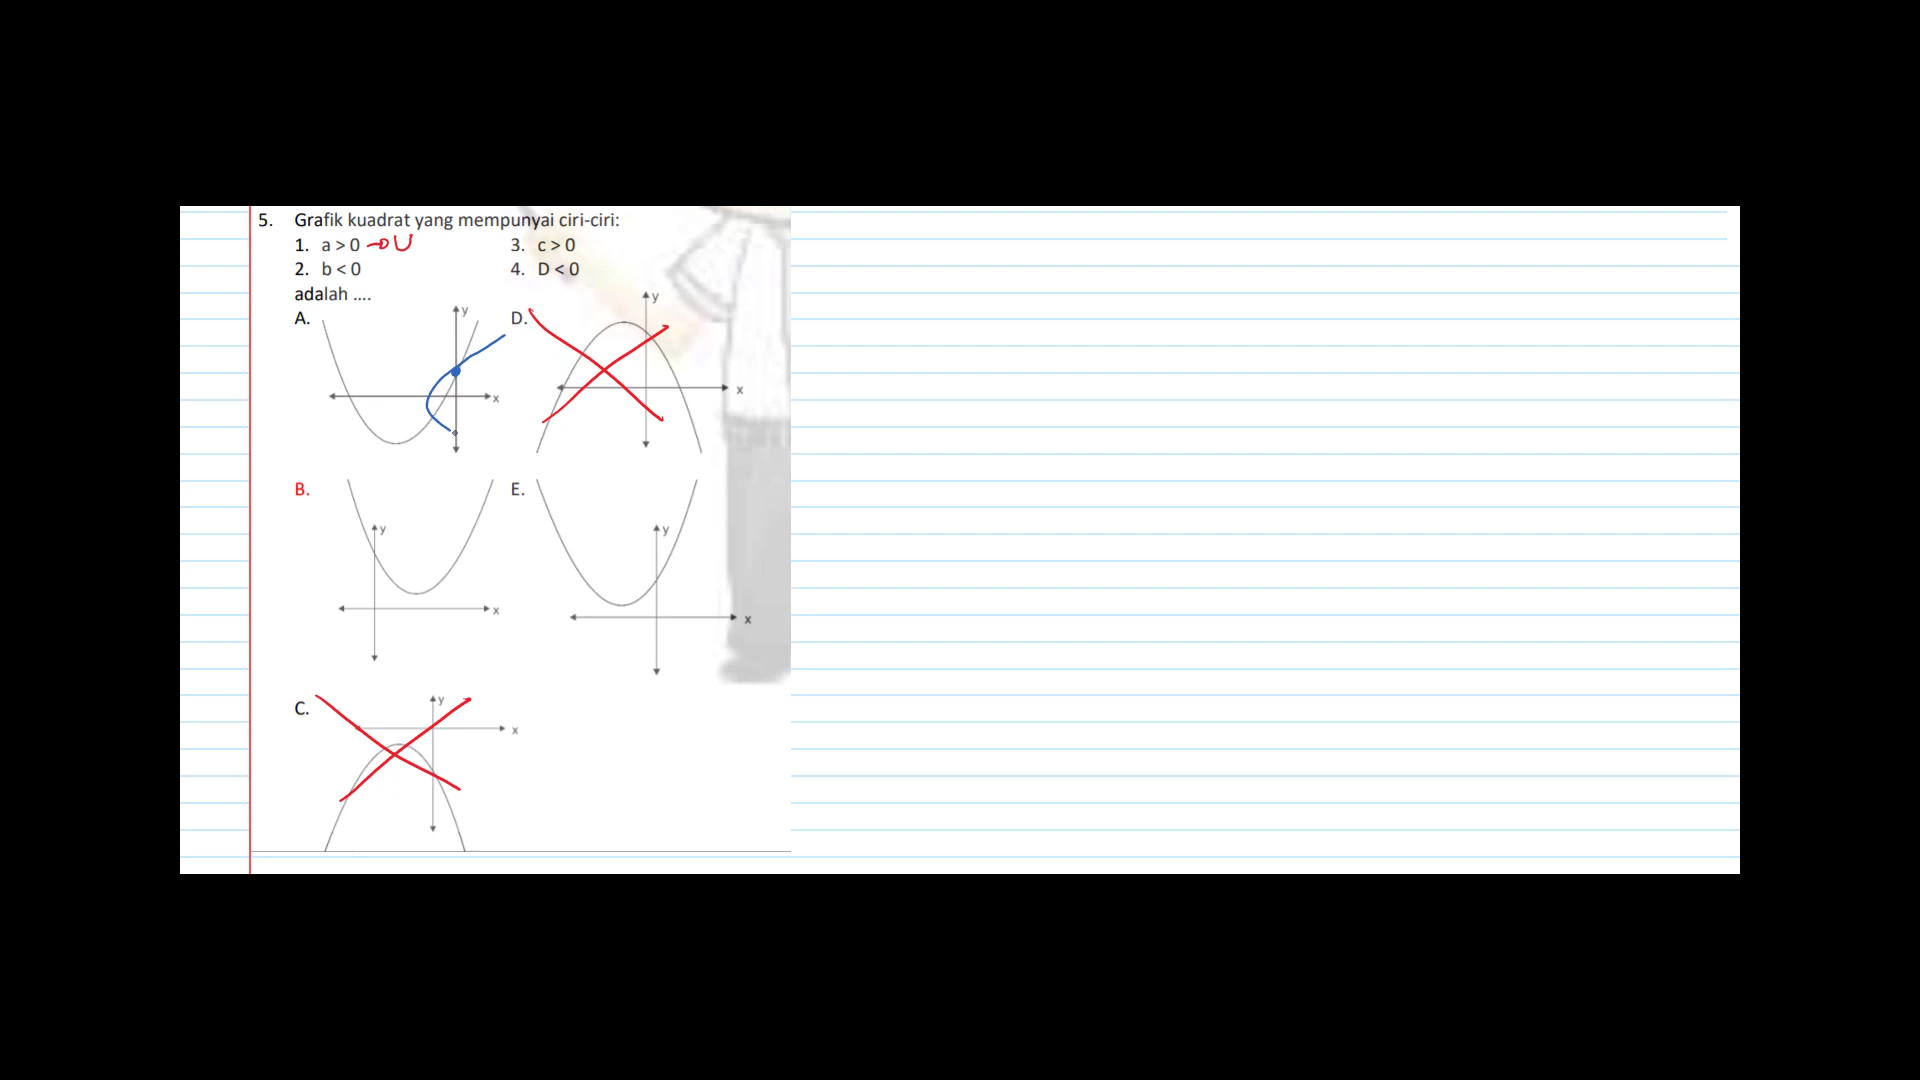 5. Grafik kuadrat yang mempunyai ciri-ciri:
1. a > 0 →U 3. c > 0
2. b < 0 4. D < 0
adalah ....
A. y x D. y x
B. y x E. y x
C. y x